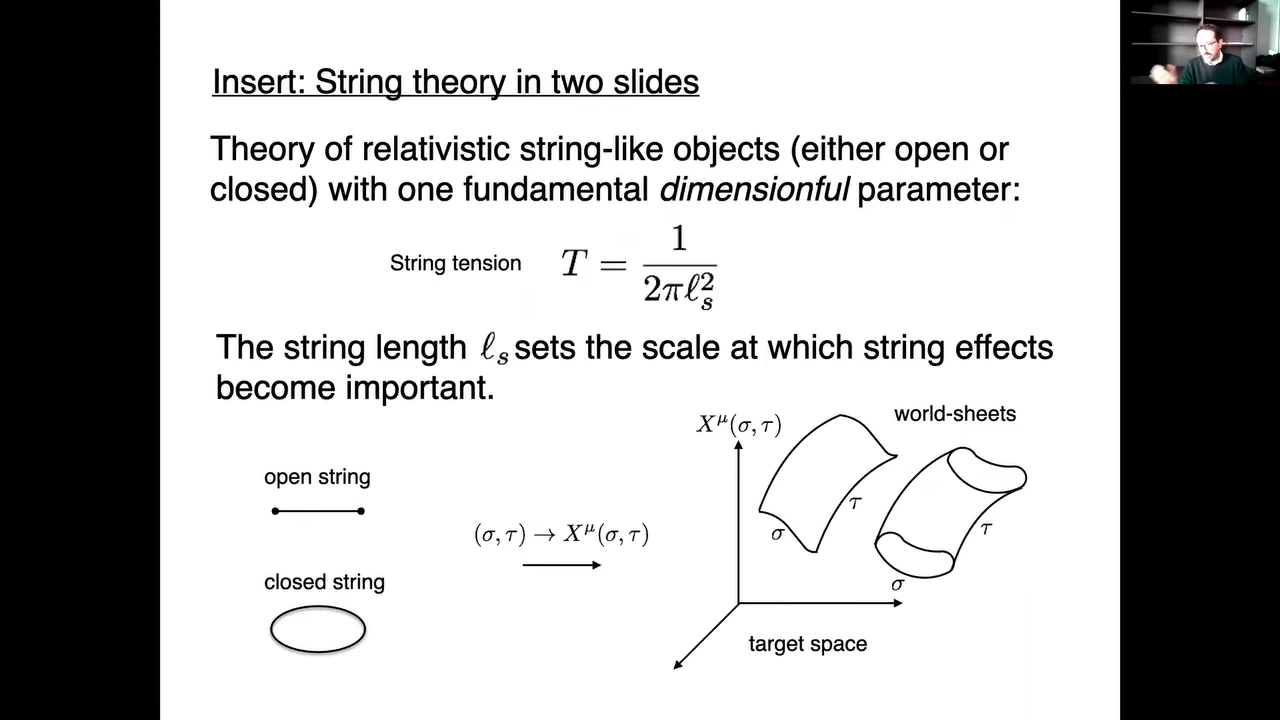 Insert: String theory in two slides
Theory of relativistic string-like objects (either open or
closed) with one fundamental dimensionful parameter:
String tension T = 1 / 2πℓ_s^2
The string length ℓ_s sets the scale at which string effects
become important.
open string
closed string
(σ, τ) → X^μ(σ, τ)
X^μ(σ, τ)
world-sheets
τ
σ
τ
σ
target space